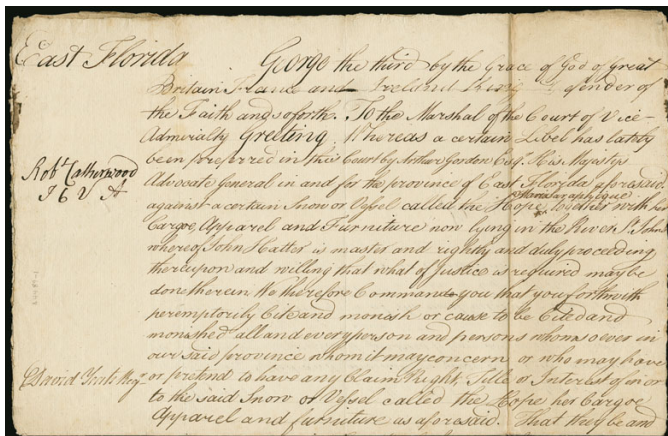 East Florida
George the third by the Grace of God of Great
Britain France and Ireland King Defender of
the Faith and soforth. To the Marshal of the Court of Vice-
Admiralty Greeting, Whereas a certain Libel has lately
been preferred in this Court by Arthur Gordon Esq. His Majestys
Advocate General in and for the province of East Florida aforesaid
against a certain Snow or Vessel called the Hope together with her
Cargoe, Apparel and Furniture now lying in the River St. Johns
whereof John Hatter is master and rightly and duly proceeding
thereupon and willing that what of Justice is required may be
done therein. We therefore Command you that you forthwith
peremptorily Cite and monish or cause to be Cited and
monished all and every person and persons whomsoever in
our said province whom it may concern or who may have
or pretend to have any Claim Right, Title or Interest of in or
to the said Snow or Vessel called the Hope her Cargoe
Apparel and furniture as aforesaid. That they be and
Robt. Catherwood
J C V A
David Yeats Regr.